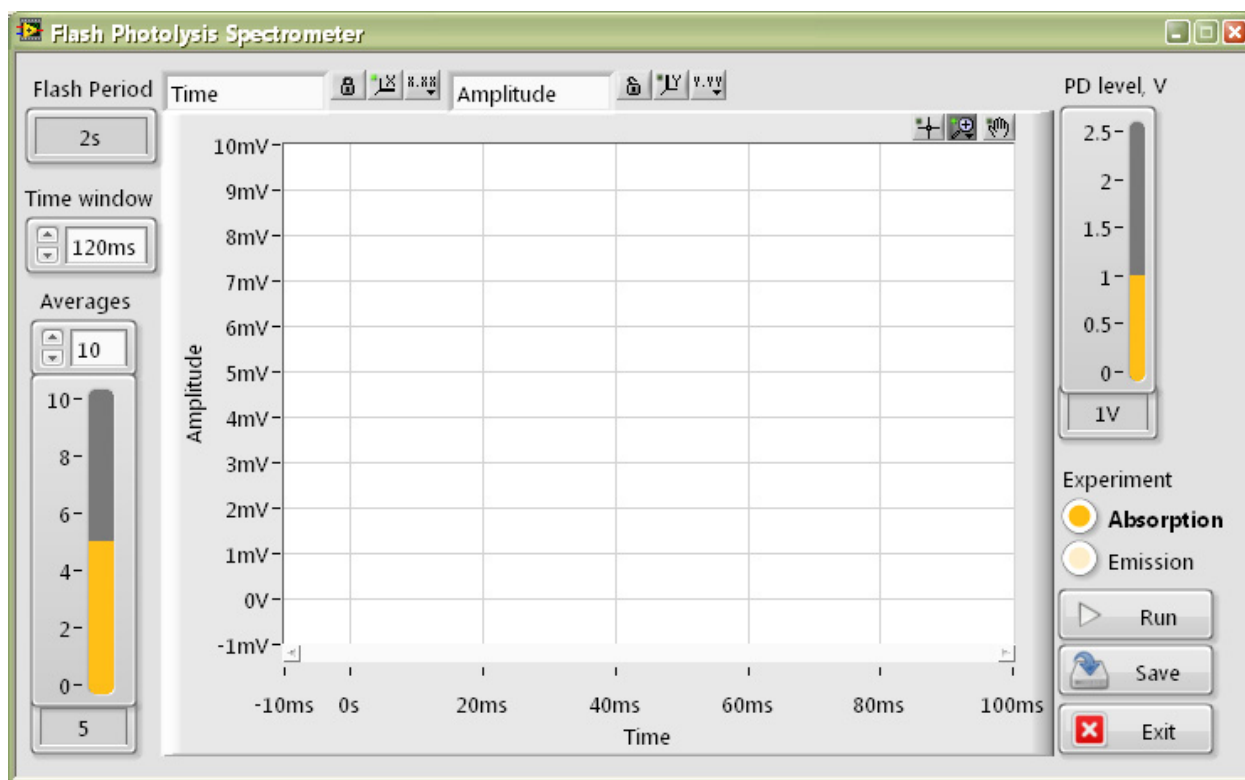 Flash Photolysis Spectrometer
Flash Period
2s
Time window
120ms
Averages
10
10
8
6
4
2
0
5
Time
X
X.XX
Amplitude
Y
Y.YY
10mV
9mV
8mV
7mV
6mV
5mV
4mV
3mV
2mV
1mV
0V
-1mV
Amplitude
-10ms 0s 20ms 40ms 60ms 80ms 100ms
Time
PD level, V
2.5
2
1.5
1
0.5
0
1V
Experiment
Absorption
Emission
Run
Save
Exit